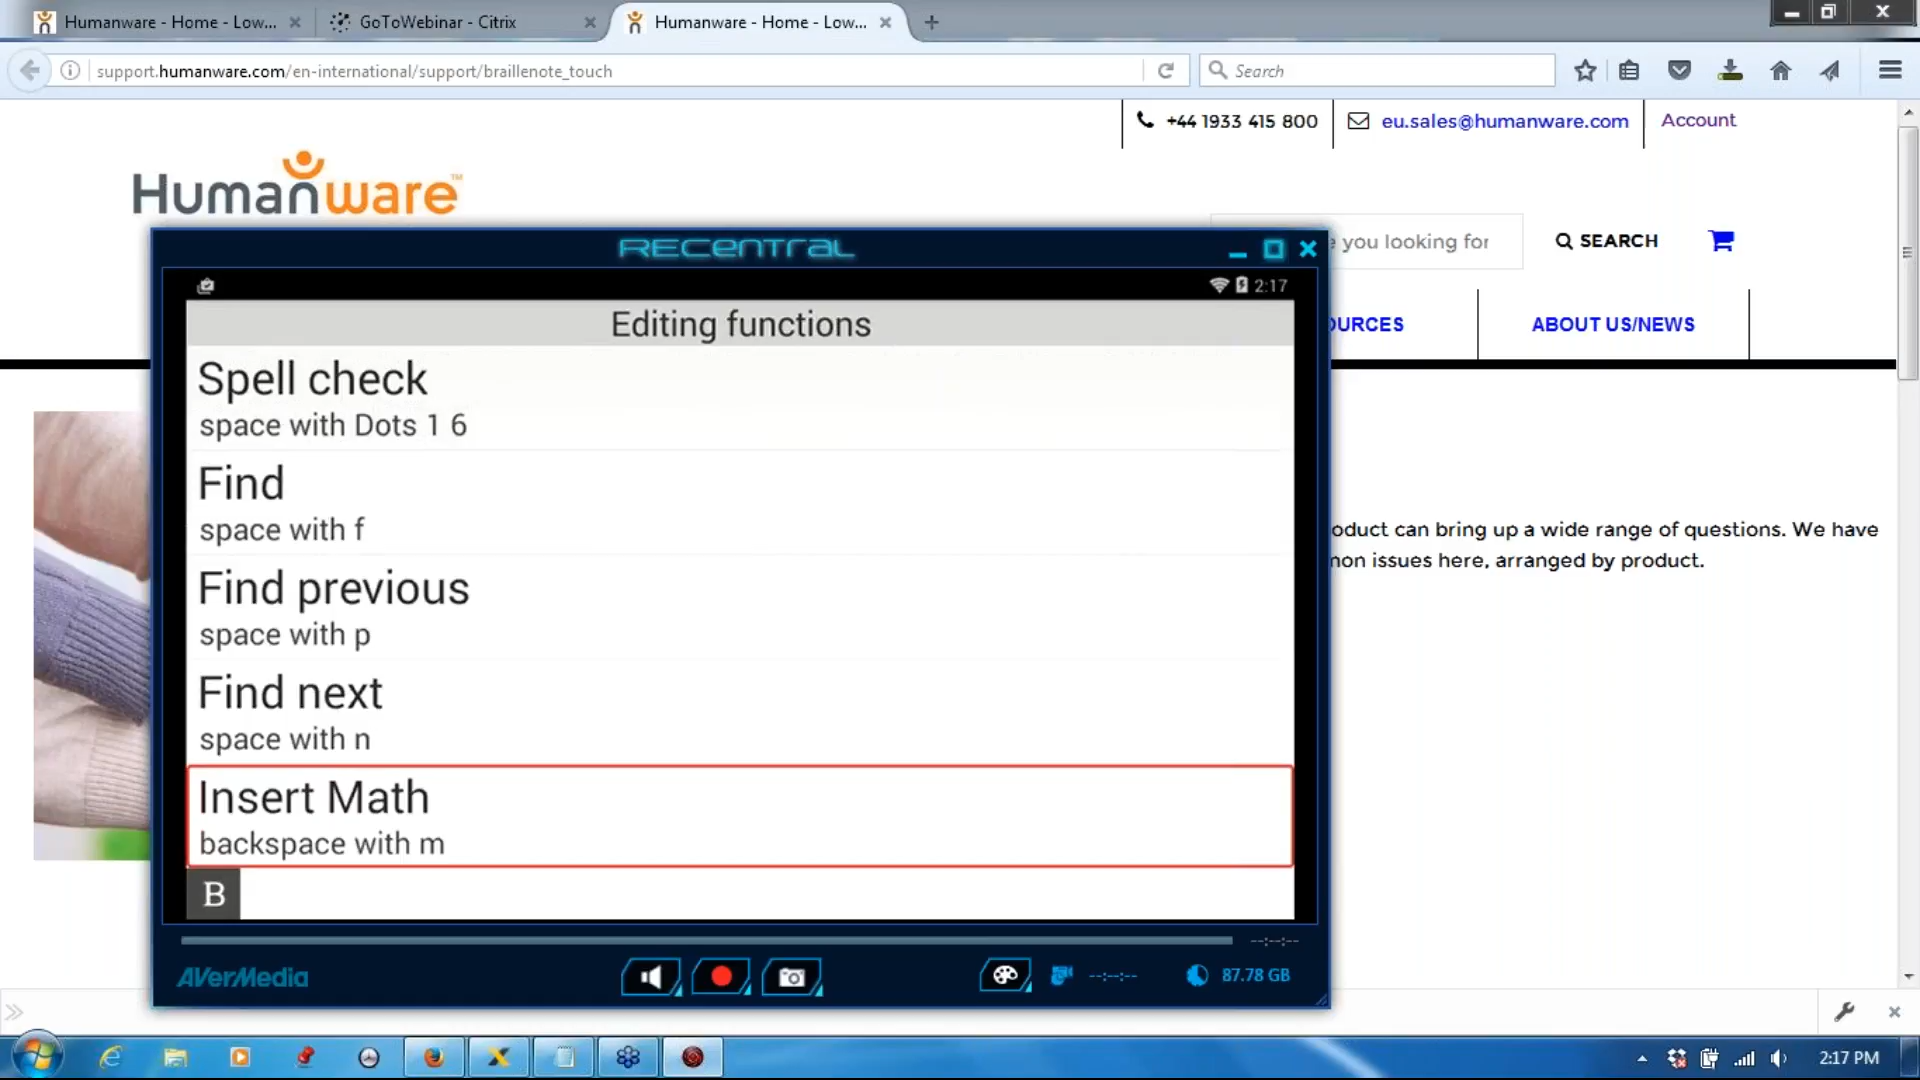 Humanware - Home - Low...
GoToWebinar - Citrix
Humanware - Home - Low...
support.humanware.com/en-international/support/braillenote_touch
Search
+44 1933 415 800
eu.sales@humanware.com
Account
Humanware™
you looking for
SEARCH
ABOUT US/NEWS
RECENTRAL
2:17
Editing functions
Spell check
space with Dots 1 6
Find
space with f
Find previous
space with p
Find next
space with n
Insert Math
backspace with m
B
oduct can bring up a wide range of questions. We have
mon issues here, arranged by product.
--:--:--
AVerMedia
--:--:--
87.78 GB
2:17 PM